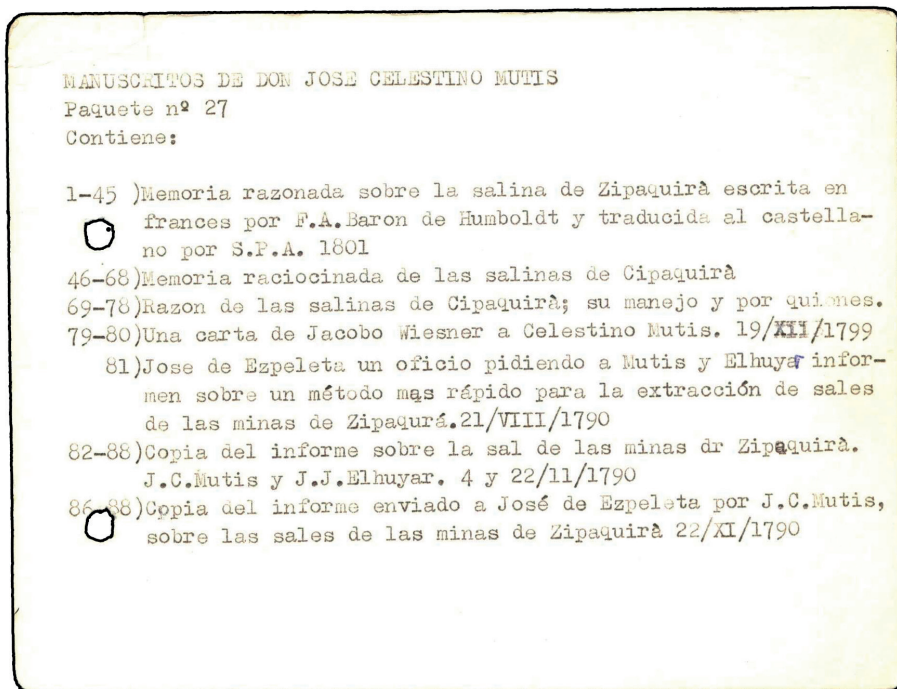 MANUSCRITOS DE DON JOSE CELESTINO MUTIS
Paquete nº 27
Contiene:
1-45 )Memoria razonada sobre la salina de Zipaquirà escrita en
frances por F.A.Baron de Humboldt y traducida al castella-
no por S.P.A. 1801
46-68)Memoria raciocinada de las salinas de Cipaquirà
69-78)Razon de las salinas de Cipaquirà; su manejo y por quienes.
79-80)Una carta de Jacobo Wiesner a Celestino Mutis. 19/XII/1799
81)Jose de Ezpeleta un oficio pidiendo a Mutis y Elhuyar infor-
men sobre un método mas rápido para la extracción de sales
de las minas de Zipaqurá.21/VIII/1790
82-88)Copia del informe sobre la sal de las minas dr Zipaquirà.
J.C.Mutis y J.J.Elhuyar. 4 y 22/11/1790
86-88)Copia del informe enviado a José de Ezpeleta por J.C.Mutis,
sobre las sales de las minas de Zipaquirà 22/XI/1790